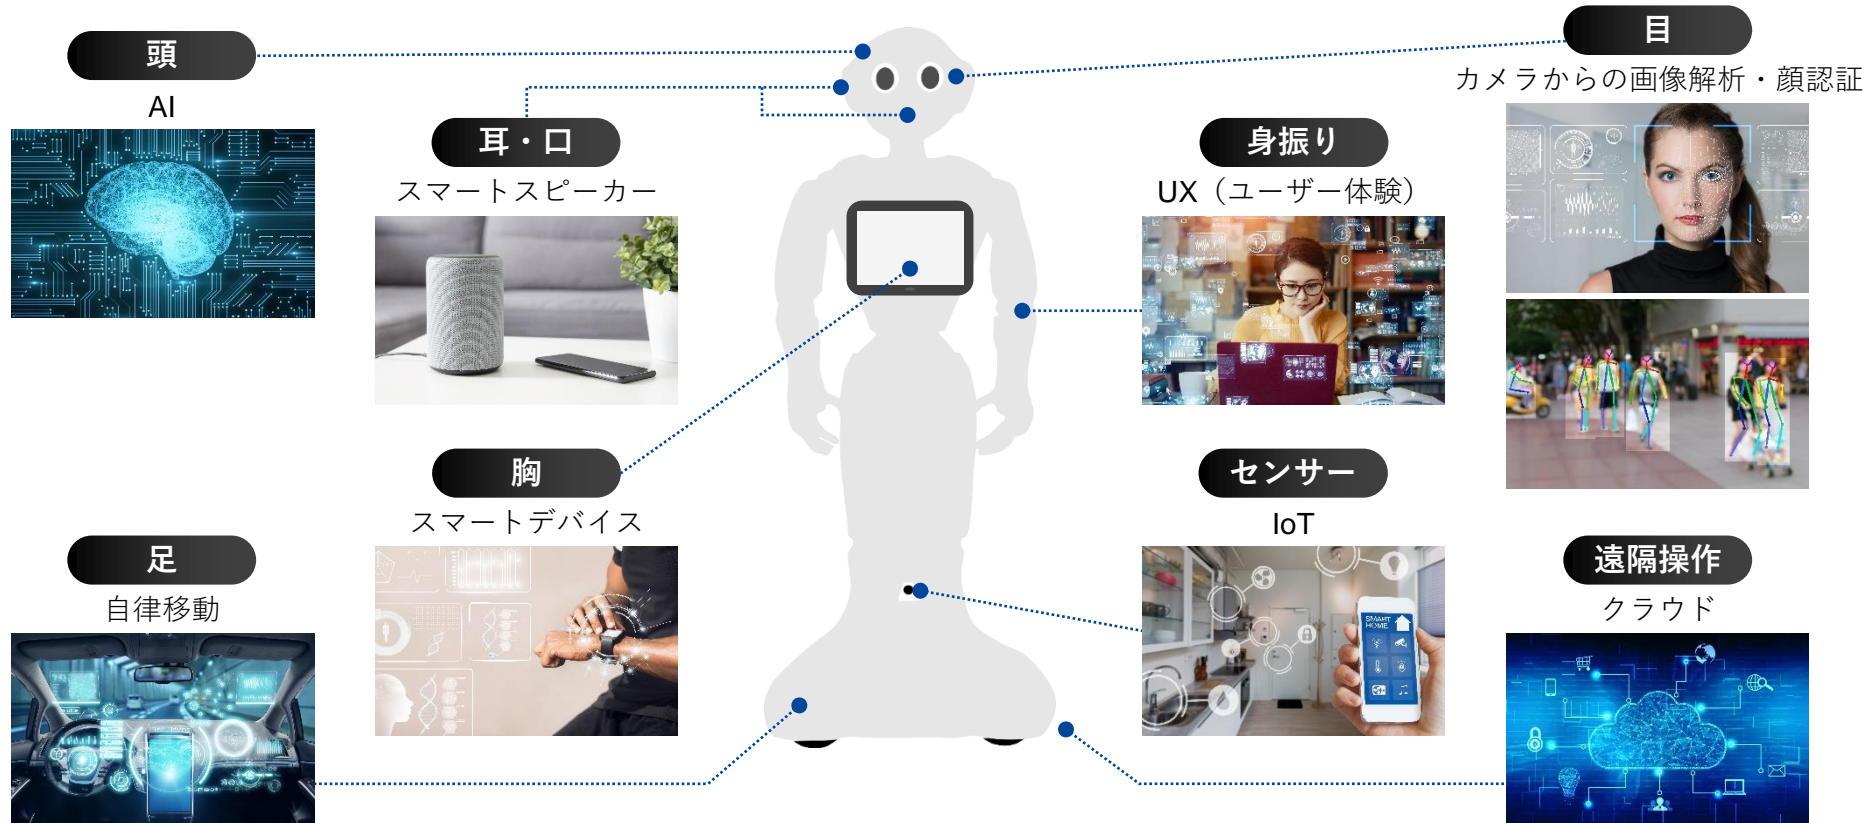 頭
AI
耳・口
スマートスピーカー
胸
スマートデバイス
足
自律移動
身振り
UX（ユーザー体験）
センサー
IoT
SMART
HOME
目
カメラからの画像解析・顔認証
遠隔操作
クラウド